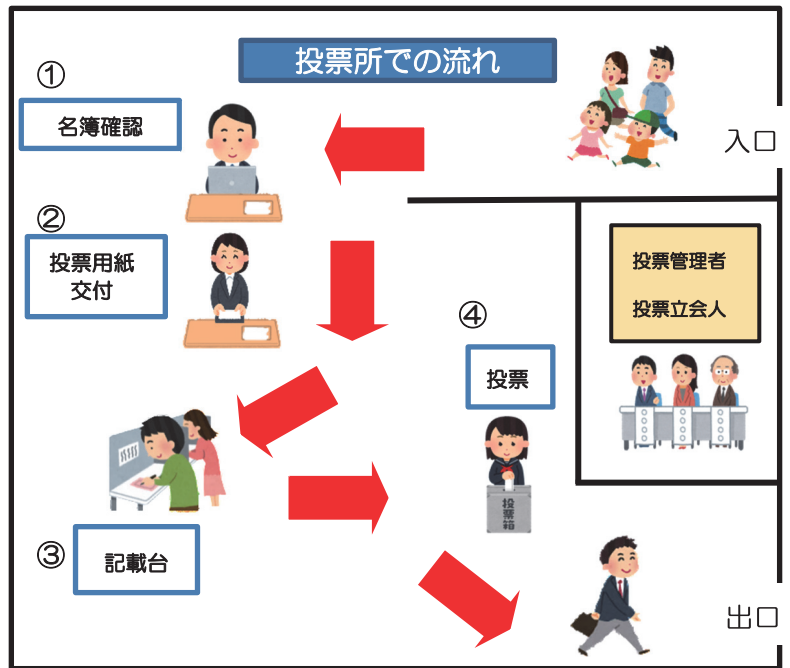 投票所での流れ
入口
①
名簿確認
②
投票用紙
交付
投票管理者
投票立会人
④
投票
投票箱
③
記載台
出口